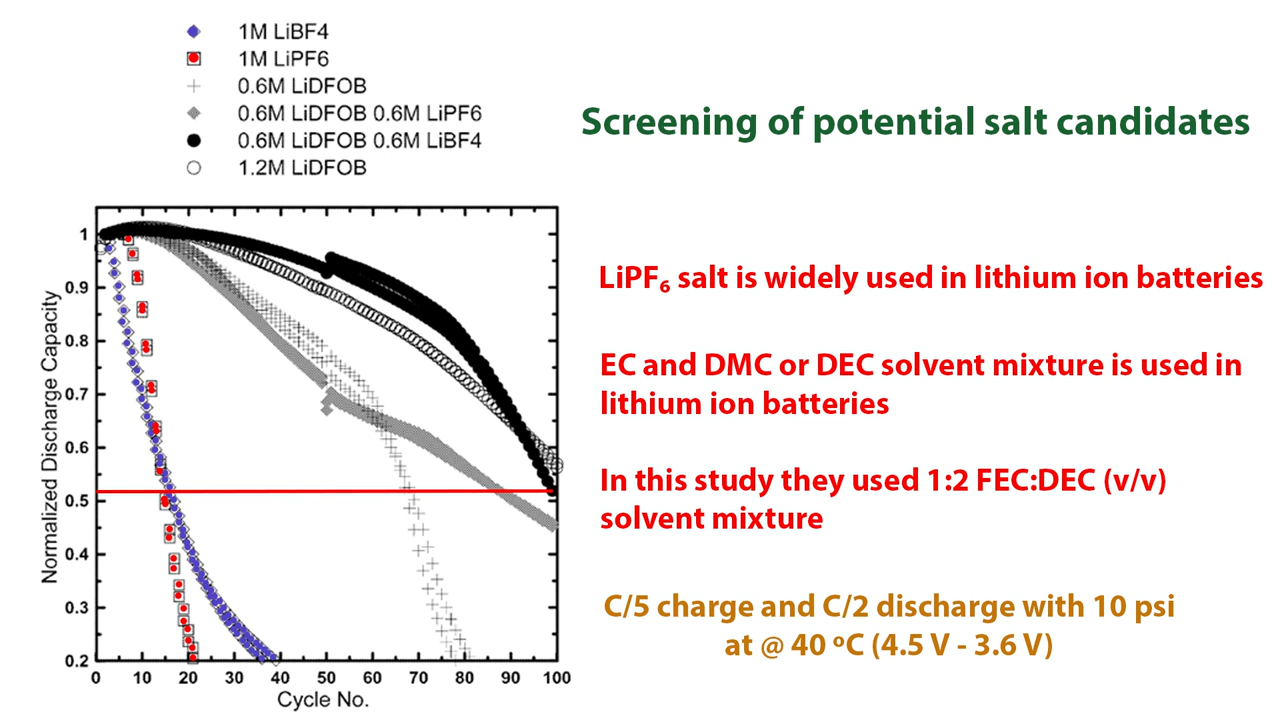 1M LiBF4
1M LiPF6
0.6M LiDFOB
0.6M LiDFOB 0.6M LiPF6
0.6M LiDFOB 0.6M LiBF4
1.2M LiDFOB
Screening of potential salt candidates
LiPF₆ salt is widely used in lithium ion batteries
EC and DMC or DEC solvent mixture is used in
lithium ion batteries
In this study they used 1:2 FEC:DEC (v/v)
solvent mixture
C/5 charge and C/2 discharge with 10 psi
at @ 40 ºC (4.5 V - 3.6 V)
Normalized Discharge Capacity
1
0.9
0.8
0.7
0.6
0.5
0.4
0.3
0.2
0 10 20 30 40 50 60 70 80 90 100
Cycle No.